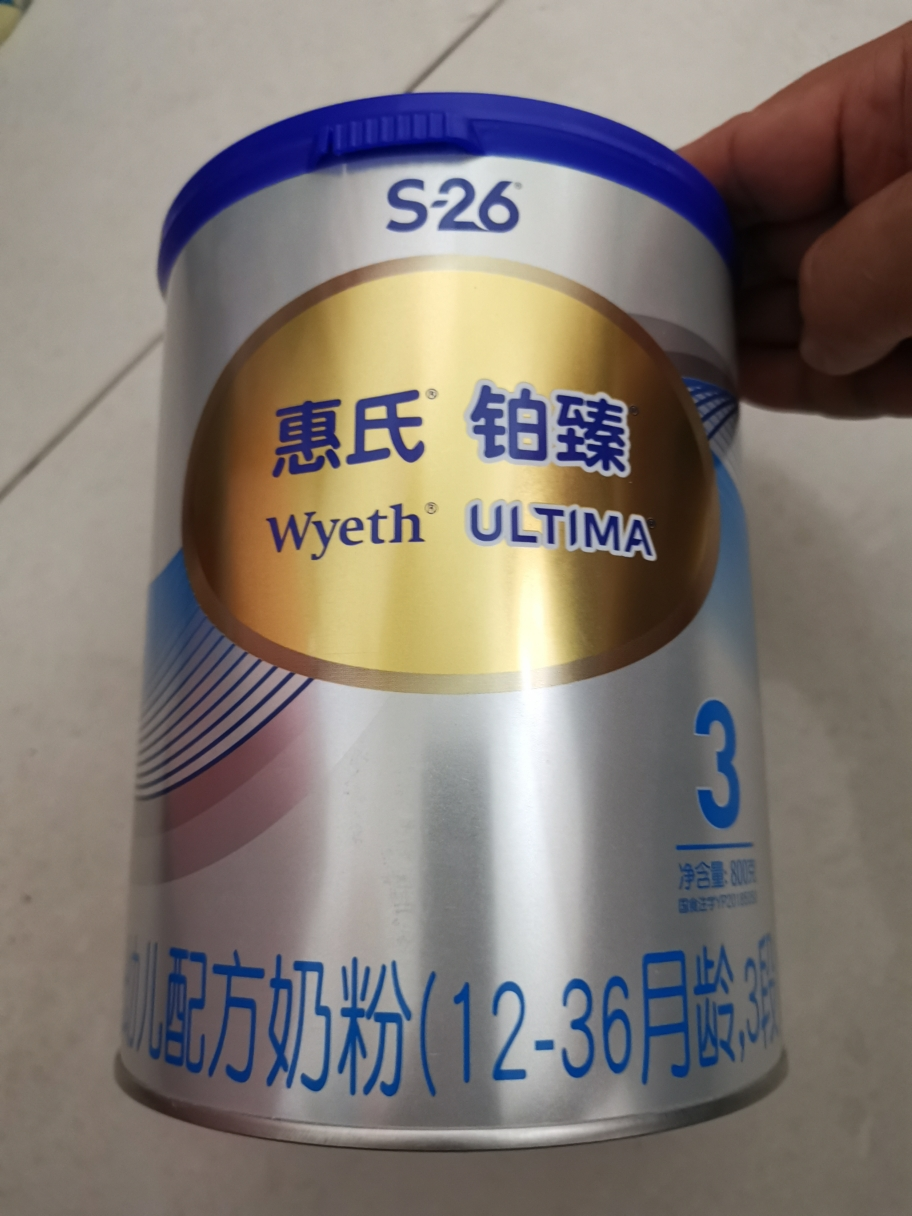 S-26®
惠氏® 铂臻®
Wyeth® ULTIMA®
3
净含量: 800克
幼儿配方奶粉(12-36月龄,3段